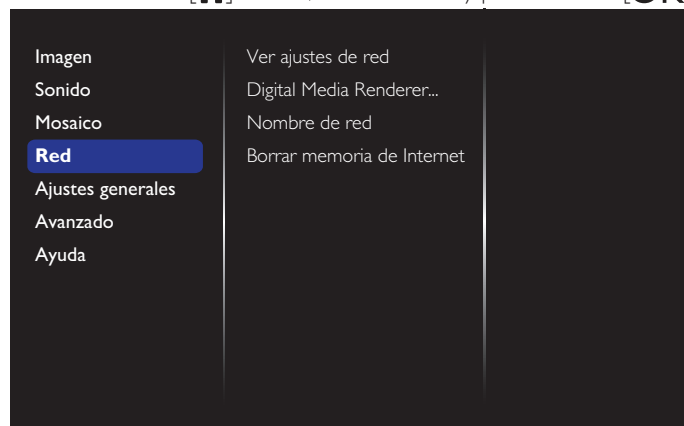 Imagen
Sonido
Mosaico
Red
Ajustes generales
Avanzado
Ayuda
Ver ajustes de red
Digital Media Renderer...
Nombre de red
Borrar memoria de Internet